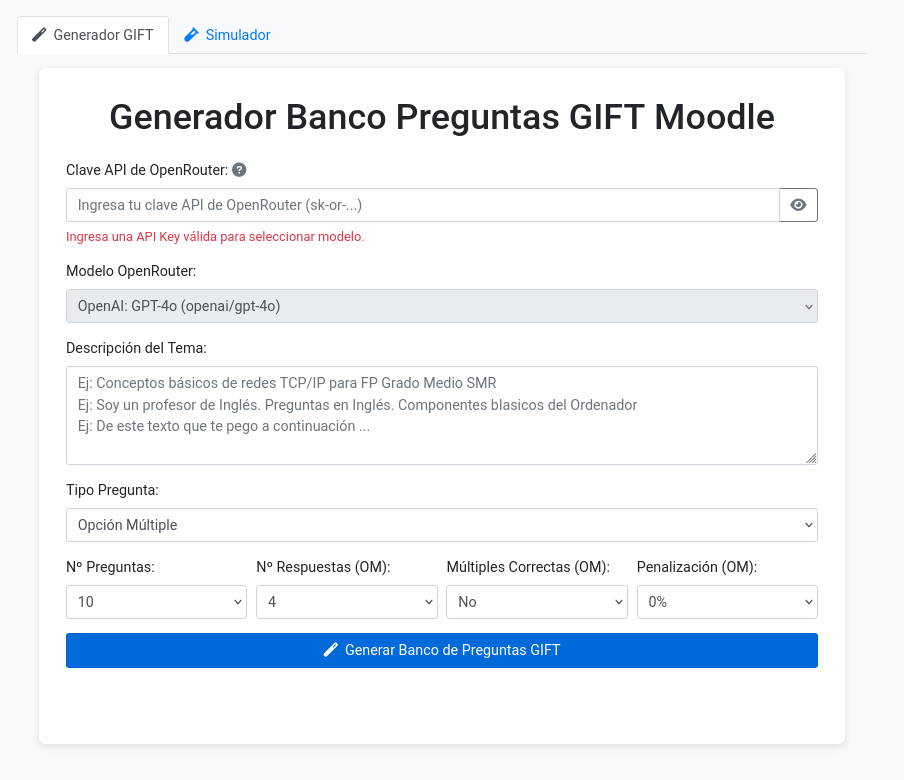 Generador GIFT
Simulador
Generador Banco Preguntas GIFT Moodle
Clave API de OpenRouter: ?
Ingresa tu clave API de OpenRouter (sk-or-...)
Ingresa una API Key válida para seleccionar modelo.
Modelo OpenRouter:
OpenAI: GPT-4o (openai/gpt-4o)
Descripción del Tema:
Ej: Conceptos básicos de redes TCP/IP para FP Grado Medio SMR
Ej: Soy un profesor de Inglés. Preguntas en Inglés. Componentes blasicos del Ordenador
Ej: De este texto que te pego a continuación ...
Tipo Pregunta:
Opción Múltiple
Nº Preguntas:
Nº Respuestas (OM):
Múltiples Correctas (OM):
Penalización (OM):
10
4
No
0%
Generar Banco de Preguntas GIFT